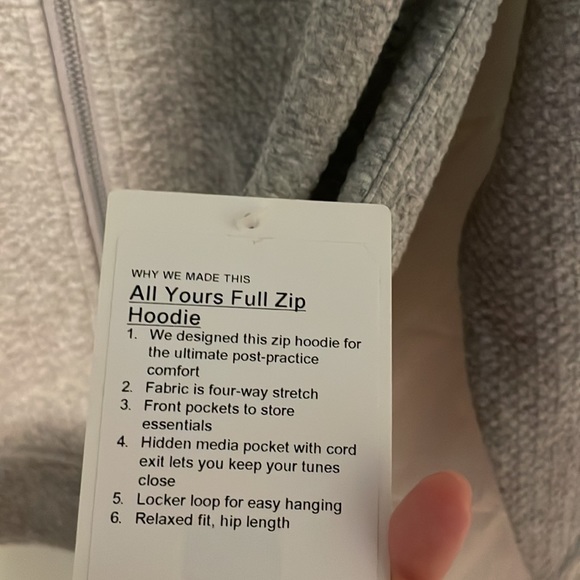 WHY WE MADE THIS
All Yours Full Zip
Hoodie
1. We designed this zip hoodie for
the ultimate post-practice
comfort
2. Fabric is four-way stretch
3. Front pockets to store
essentials
4. Hidden media pocket with cord
exit lets you keep your tunes
close
5. Locker loop for easy hanging
6. Relaxed fit, hip length